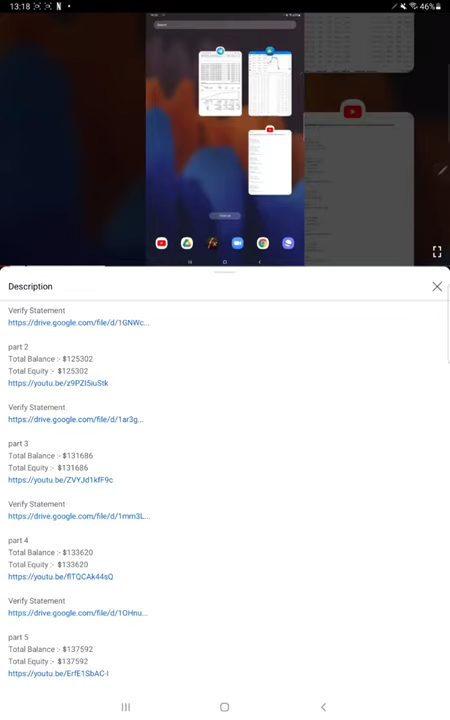 13:18
46%
Description
Verify Statement
https://drive.google.com/file/d/1GNWc...
part 2
Total Balance :- $125302
Total Equity :- $125302
https://youtu.be/z9PZI5iuStk
Verify Statement
https://drive.google.com/file/d/1ar3g...
part 3
Total Balance :- $131686
Total Equity :- $131686
https://youtu.be/ZVYJd1kfF9c
Verify Statement
https://drive.google.com/file/d/1mm3L...
part 4
Total Balance :- $133620
Total Equity :- $133620
https://youtu.be/flTQCAk44sQ
Verify Statement
https://drive.google.com/file/d/1OHnu...
part 5
Total Balance :- $137592
Total Equity :- $137592
https://youtu.be/ErfE1SbAC-I